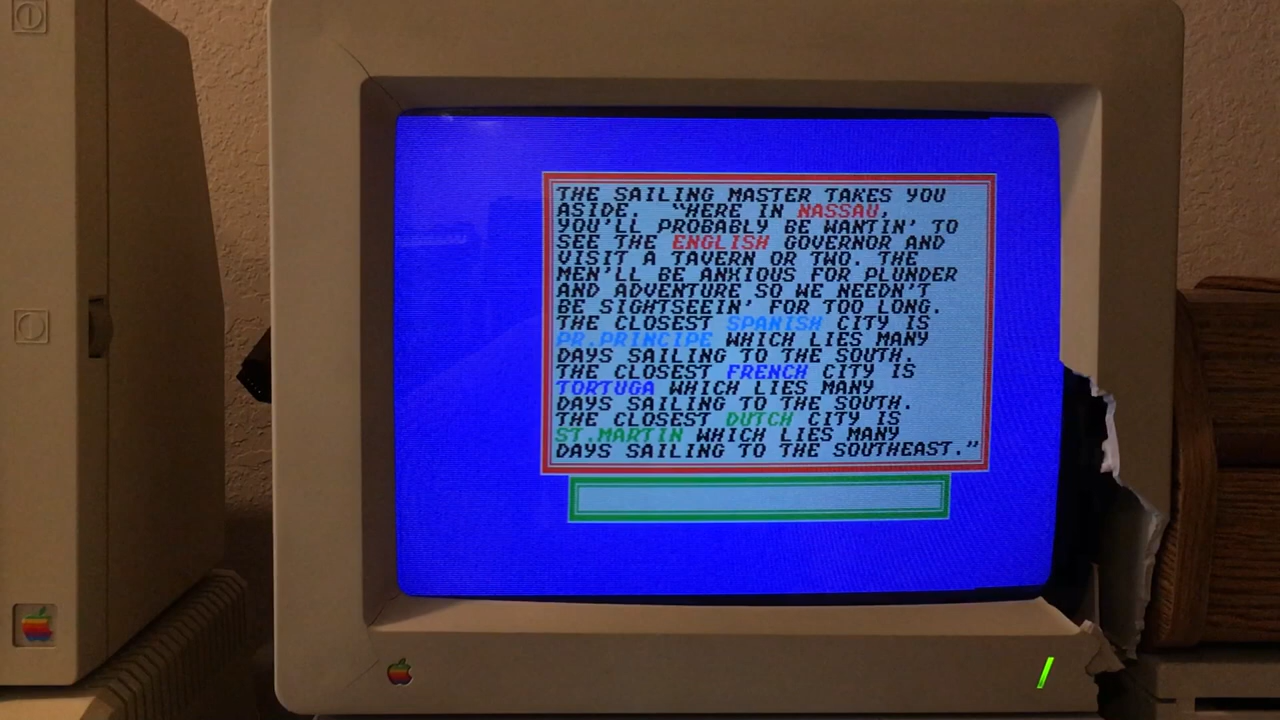 THE SAILING MASTER TAKES YOU
ASIDE. "HERE IN NASSAU,
YOU'LL PROBABLY BE WANTIN' TO
SEE THE ENGLISH GOVERNOR AND
VISIT A TAVERN OR TWO. THE
MEN'LL BE ANXIOUS FOR PLUNDER
AND ADVENTURE SO WE NEEDN'T
BE SIGHTSEEIN' FOR TOO LONG.
THE CLOSEST SPANISH CITY IS
PR.PRINCIPE WHICH LIES MANY
DAYS SAILING TO THE SOUTH.
THE CLOSEST FRENCH CITY IS
TORTUGA WHICH LIES MANY
DAYS SAILING TO THE SOUTH.
THE CLOSEST DUTCH CITY IS
ST.MARTIN WHICH LIES MANY
DAYS SAILING TO THE SOUTHEAST."